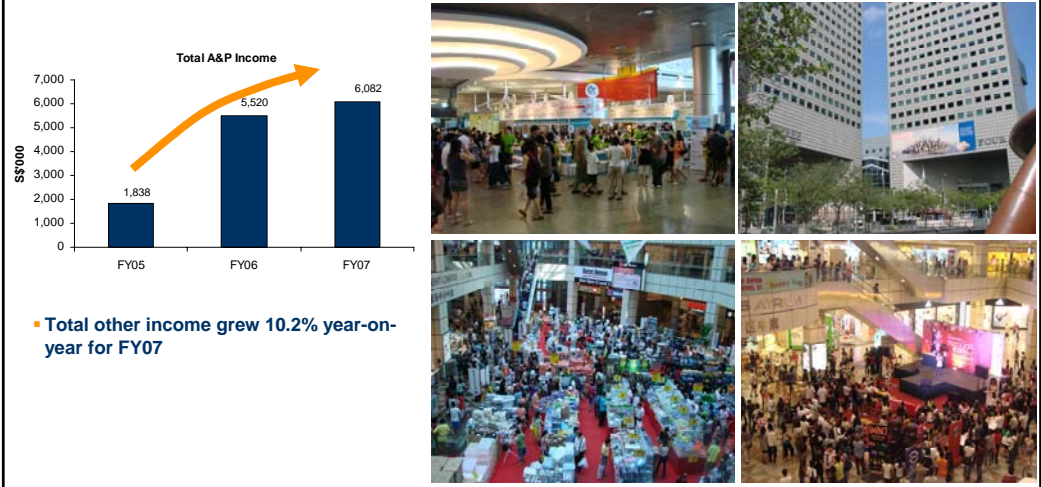 Total A&P Income
S$'000
7,000
6,000
5,000
4,000
3,000
2,000
1,000
0
1,838
5,520
6,082
FY05
FY06
FY07
Total other income grew 10.2% year-on-
year for FY07
FOUR
ATRIUM